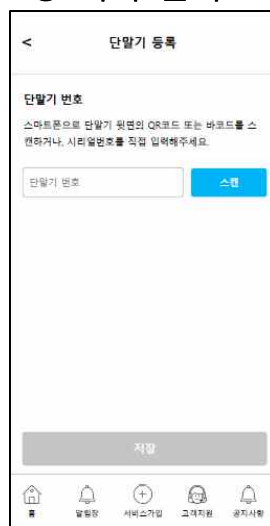 < 단말기 등록
단말기 번호
스마트폰으로 단말기 뒷면의 QR코드 또는 바코드를 스
캔하거나, 시리얼번호를 직접 입력해주세요.
단말기 번호 스캔
저장
홈 알림장 서비스가입 고객지원 공지사항